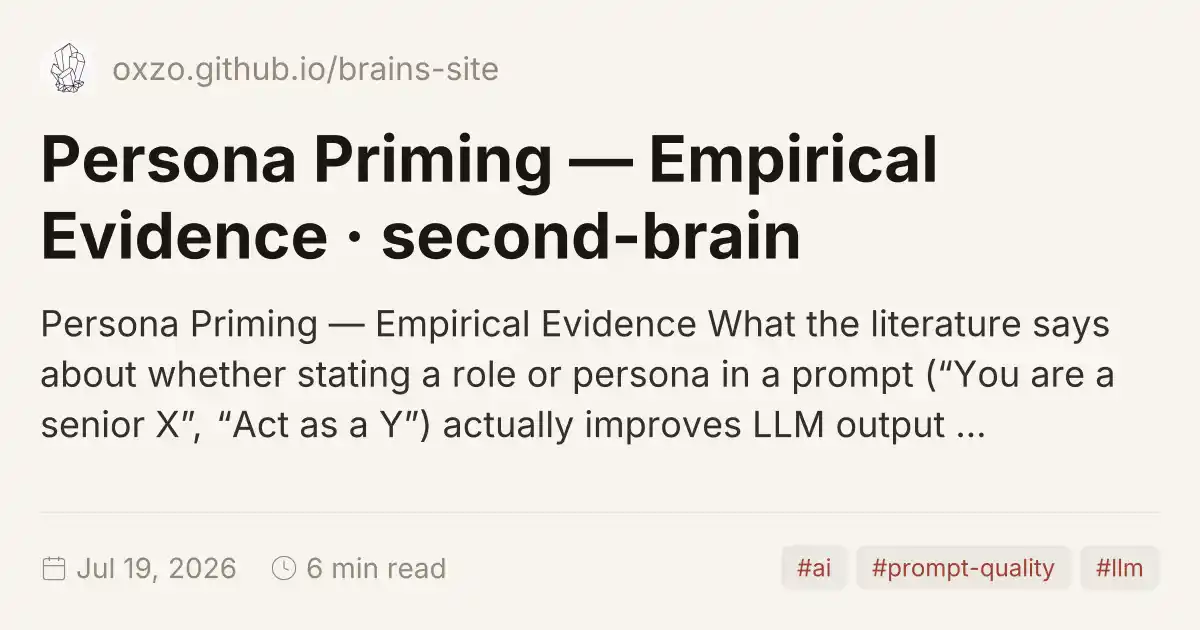 oxzo.github.io/brains-site
Persona Priming — Empirical
Evidence · second-brain
Persona Priming — Empirical Evidence What the literature says
about whether stating a role or persona in a prompt (“You are a
senior X”, “Act as a Y”) actually improves LLM output ...
Jul 19, 2026 6 min read #ai #prompt-quality #llm